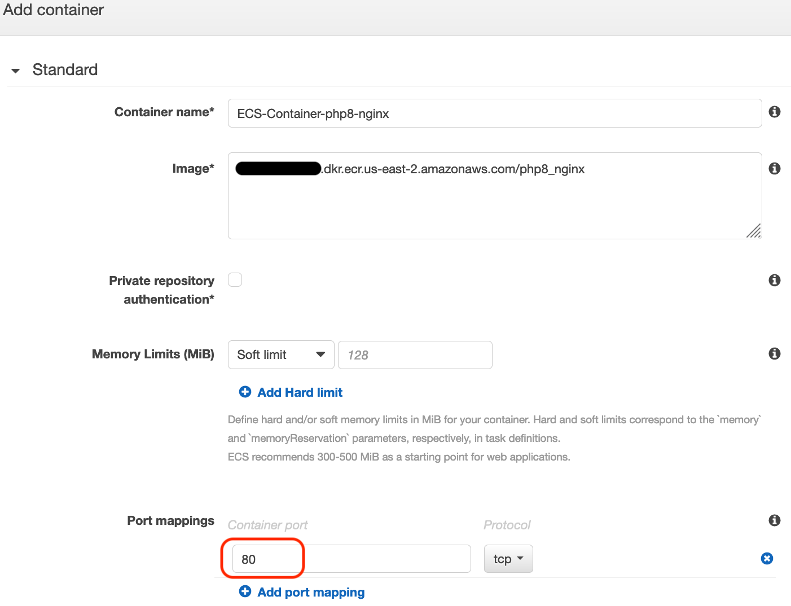 Add container
Standard
Container name*
ECS-Container-php8-nginx
Image*
.dkr.ecr.us-east-2.amazonaws.com/php8_nginx
Private repository
authentication*
Memory Limits (MiB)
Soft limit
128
Add Hard limit
Define hard and/or soft memory limits in MiB for your container. Hard and soft limits correspond to the `memory`
and `memoryReservation` parameters, respectively, in task definitions.
ECS recommends 300-500 MiB as a starting point for web applications.
Port mappings
Container port
Protocol
80
tcp
Add port mapping